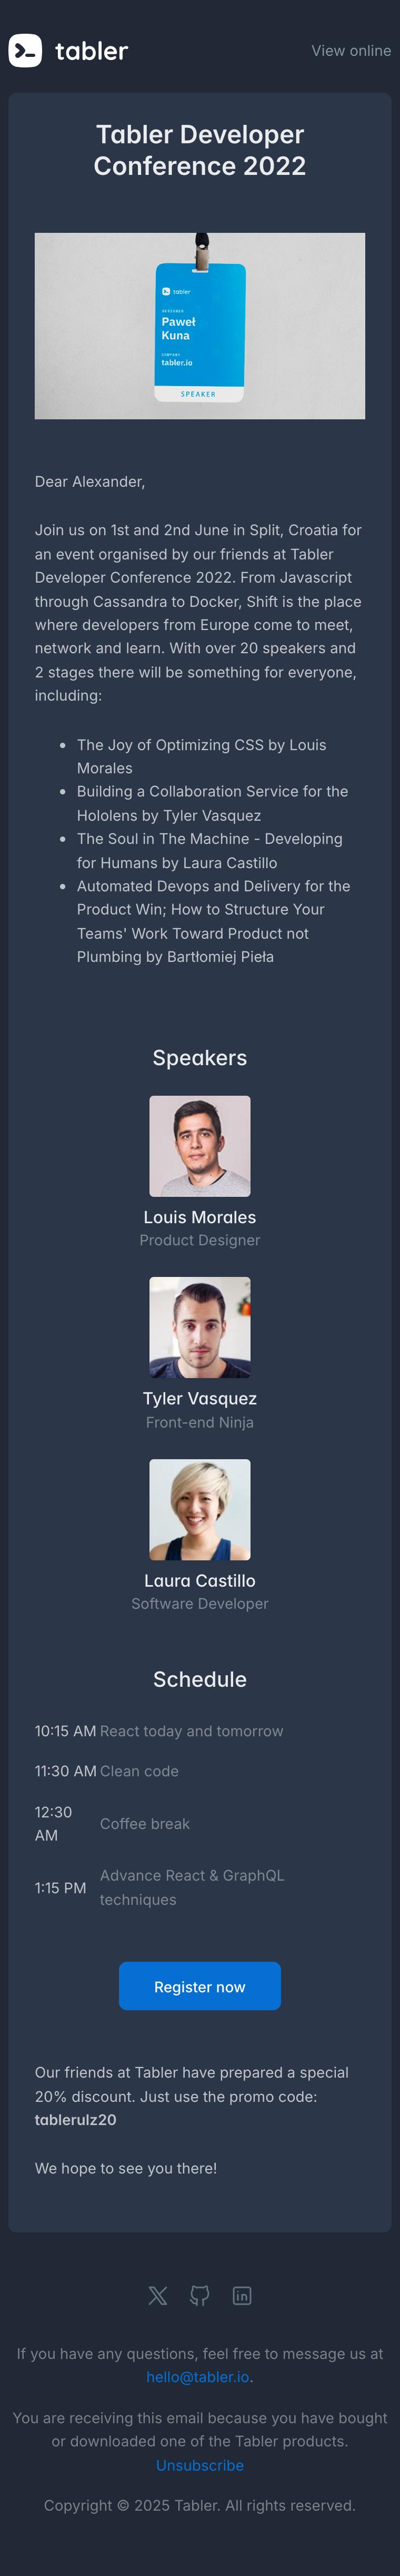 tabler
View online
Tabler Developer
Conference 2022
tabler
DESIGNER
Paweł
Kuna
COMPANY
tabler.io
SPEAKER
Dear Alexander,
Join us on 1st and 2nd June in Split, Croatia for
an event organised by our friends at Tabler
Developer Conference 2022. From Javascript
through Cassandra to Docker, Shift is the place
where developers from Europe come to meet,
network and learn. With over 20 speakers and
2 stages there will be something for everyone,
including:
• The Joy of Optimizing CSS by Louis
Morales
• Building a Collaboration Service for the
Hololens by Tyler Vasquez
• The Soul in The Machine - Developing
for Humans by Laura Castillo
• Automated Devops and Delivery for the
Product Win; How to Structure Your
Teams' Work Toward Product not
Plumbing by Bartłomiej Pieła
Speakers
Louis Morales
Product Designer
Tyler Vasquez
Front-end Ninja
Laura Castillo
Software Developer
Schedule
10:15 AM React today and tomorrow
11:30 AM Clean code
12:30
AM
Coffee break
1:15 PM
Advance React & GraphQL
techniques
Register now
Our friends at Tabler have prepared a special
20% discount. Just use the promo code:
tablerulz20
We hope to see you there!
If you have any questions, feel free to message us at
hello@tabler.io.
You are receiving this email because you have bought
or downloaded one of the Tabler products.
Unsubscribe
Copyright © 2025 Tabler. All rights reserved.